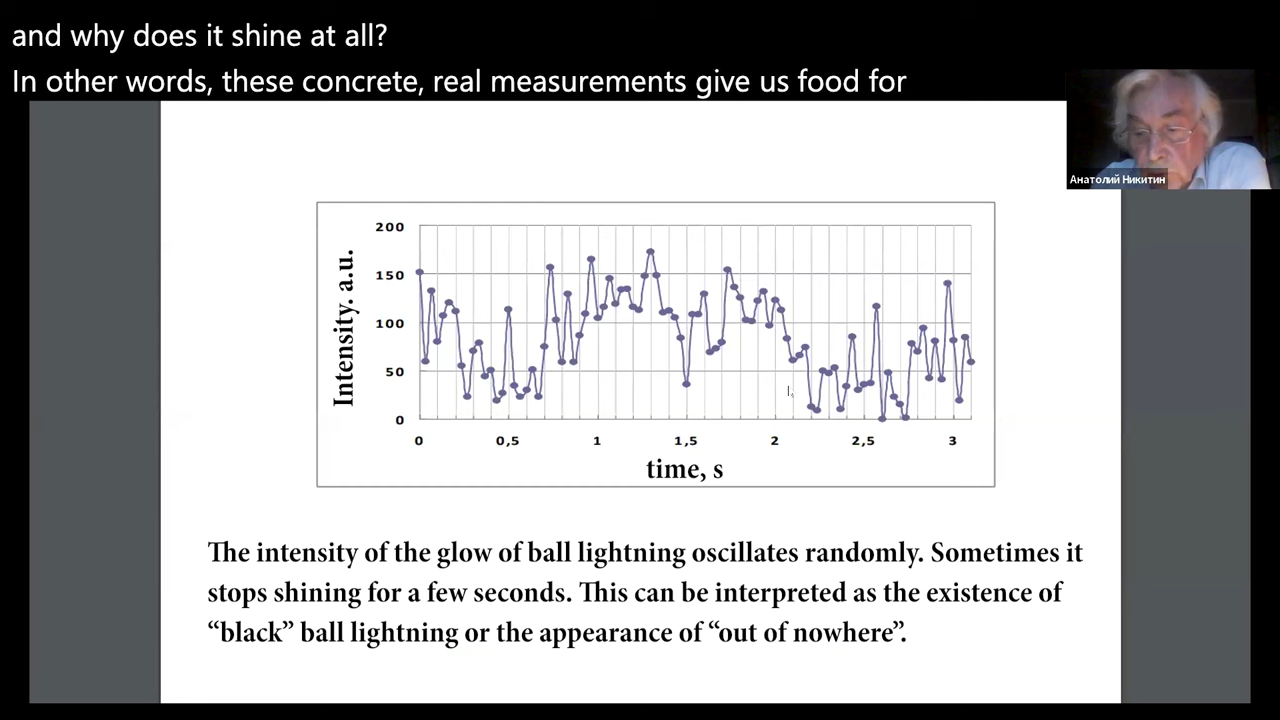 and why does it shine at all?
In other words, these concrete, real measurements give us food for
Анатолий Никитин
Intensity. a.u.
200
150
100
50
0
0 0,5 1 1,5 2 2,5 3
time, s
The intensity of the glow of ball lightning oscillates randomly. Sometimes it
stops shining for a few seconds. This can be interpreted as the existence of
“black” ball lightning or the appearance of “out of nowhere”.